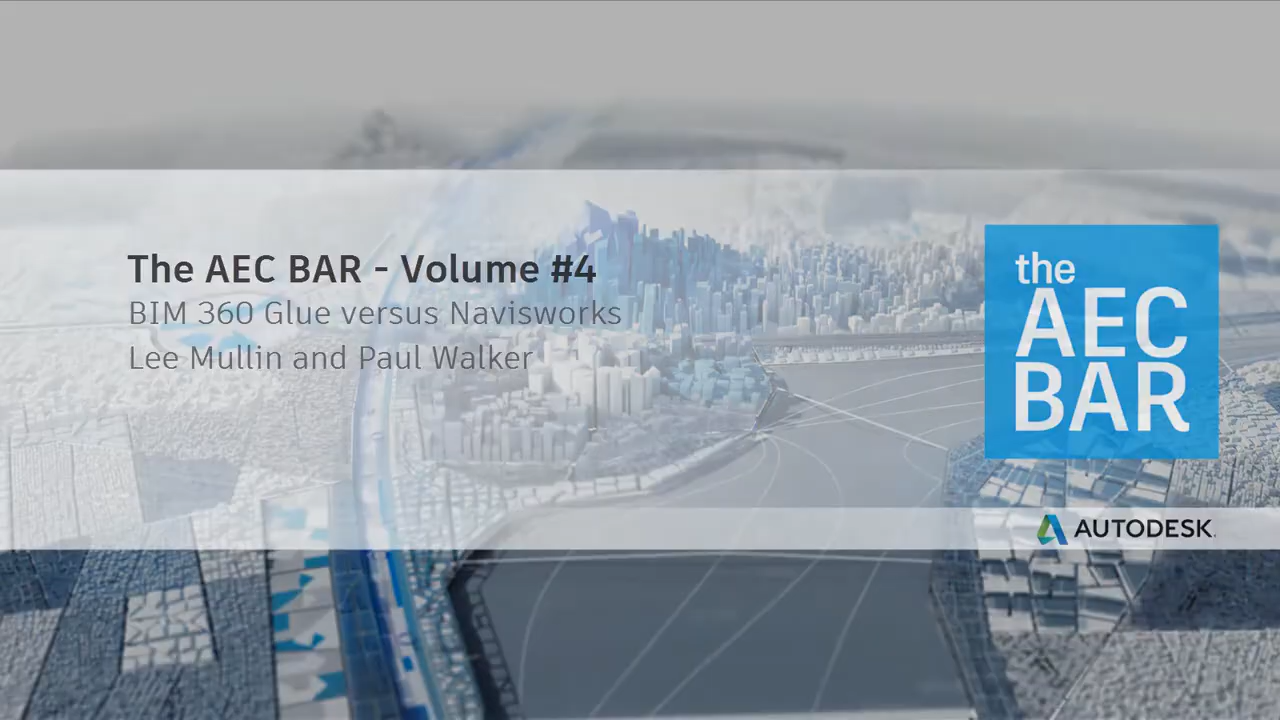 The AEC BAR - Volume #4
BIM 360 Glue versus Navisworks
Lee Mullin and Paul Walker
the
AEC
BAR
AUTODESK